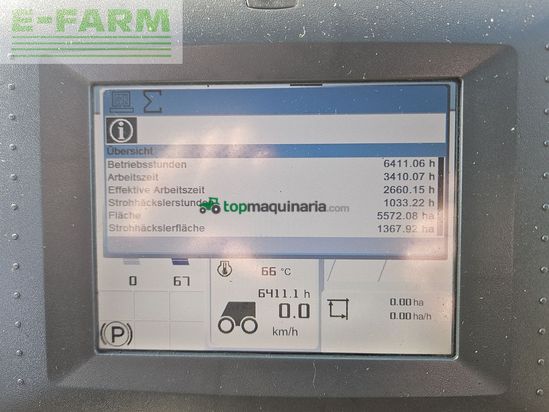 E-FARM
GERMAN
Übersicht
Betriebsstunden 6411.06 h
Arbeitszeit 3410.07 h
Effektive Arbeitszeit 2660.15 h
Strohhäckslerstunden 1033.22 h
topmaquinaria.com
Fläche 5572.08 ha
Strohhäckslerfläche 1367.92 ha
0 67
66 °C
6411.1 h
0.0
km/h
0.00 ha
0.00 ha/h
(P)